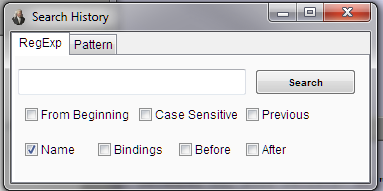 Search History
RegExp Pattern
Search
From Beginning Case Sensitive Previous
Name Bindings Before After